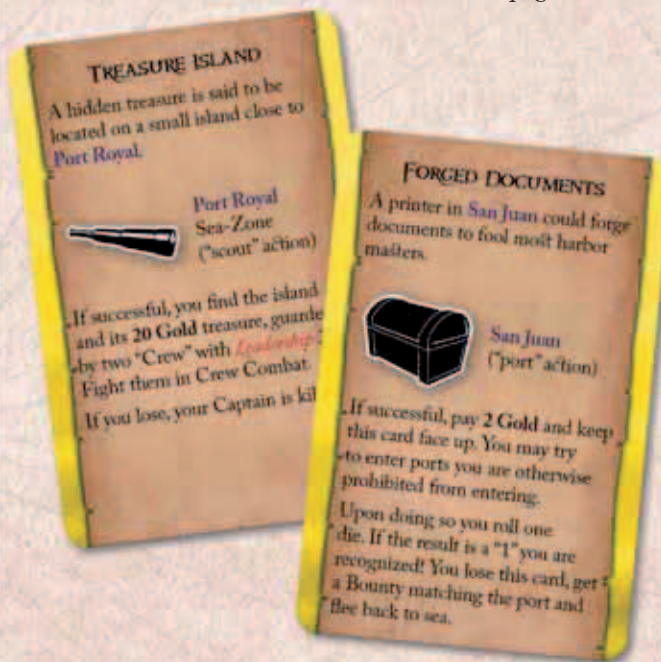 TREASURE ISLAND
A hidden treasure is said to be
located on a small island close to
Port Royal.
Port Royal
Sea-Zone
("scout" action)
If successful, you find the island
and its 20 Gold treasure, guarde
by two "Crew" with Leadership
Fight them in Crew Combat.
If you lose, your Captain is kil
FORGED DOCUMENTS
A printer in San Juan could forge
documents to fool most harbor
masters.
San Juan
("port" action)
If successful, pay 2 Gold and keep
this card face up. You may try
to enter ports you are otherwise
prohibited from entering.
Upon doing so you roll one
die. If the result is a "1" you are
recognized! You lose this card, get
a Bounty matching the port and
flee back to sea.